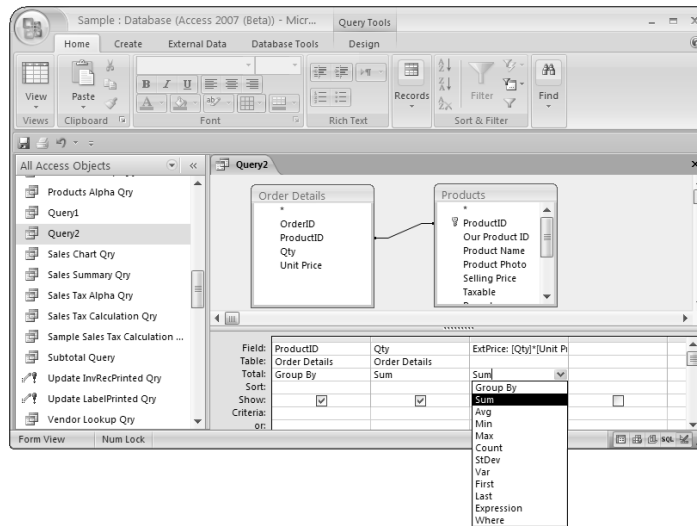 Sample : Database (Access 2007 (Beta)) - Micr... Query Tools
Home Create External Data Database Tools Design
View
Paste
B I U
Records
Filter
Find
Views Clipboard Font Rich Text Sort & Filter
All Access Objects
Query2
Products Alpha Qry
Query1
Query2
Sales Chart Qry
Sales Summary Qry
Sales Tax Alpha Qry
Sales Tax Calculation Qry
Sample Sales Tax Calculation ...
Subtotal Query
Update InvRecPrinted Qry
Update LabelPrinted Qry
Vendor Lookup Qry
Order Details
*
OrderID
ProductID
Qty
Unit Price
Products
*
ProductID
Our Product ID
Product Name
Product Photo
Selling Price
Taxable
Field: ProductID Qty ExtPrice: [Qty]*[Unit Pr
Table: Order Details Order Details
Total: Group By Sum Sum
Sort:
Show:
Criteria:
or:
Group By
Sum
Avg
Min
Max
Count
StDev
Var
First
Last
Expression
Where
Form View Num Lock SQL